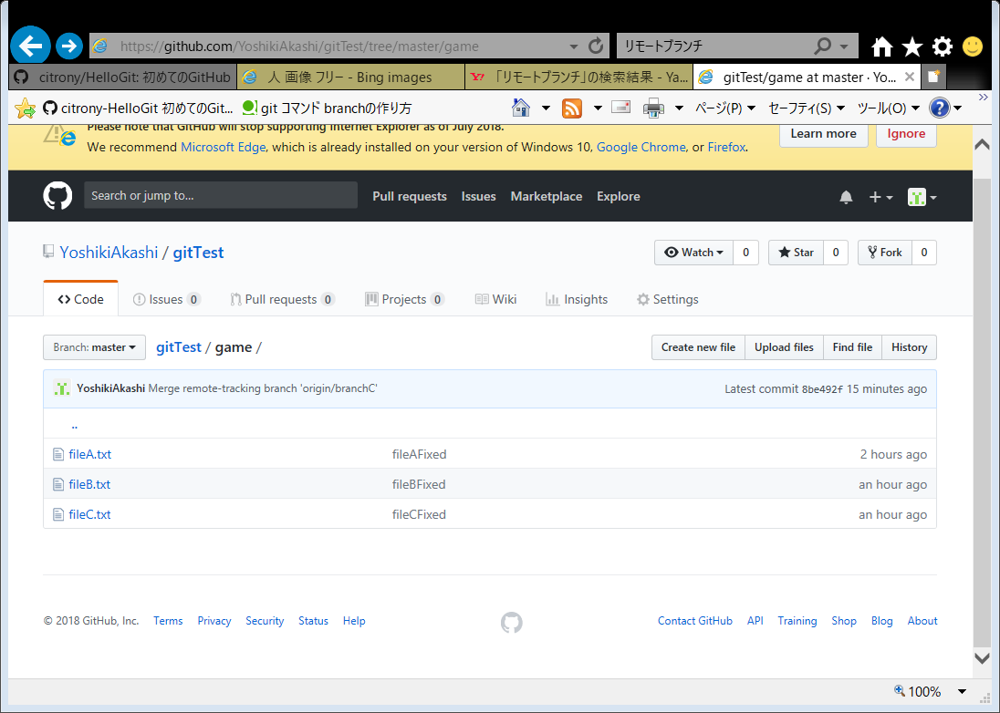 https://github.com/YoshikiAkashi/gitTest/tree/master/game リモートブランチ
citrony/HelloGit: 初めてのGitHub 人 画像 フリー - Bing images 「リモートブランチ」の検索結果 - Ya... gitTest/game at master · Yo...
citrony-HelloGit 初めてのGit... git コマンド branchの作り方 ページ(P) セーフティ(S) ツール(O)
Please note that GitHub will stop supporting Internet Explorer as of July 2018.
We recommend Microsoft Edge, which is already installed on your version of Windows 10, Google Chrome, or Firefox.
Learn more Ignore
Search or jump to... Pull requests Issues Marketplace Explore
YoshikiAkashi / gitTest Watch 0 Star 0 Fork 0
Code Issues 0 Pull requests 0 Projects 0 Wiki Insights Settings
Branch: master gitTest / game / Create new file Upload files Find file History
YoshikiAkashi Merge remote-tracking branch 'origin/branchC' Latest commit 8be492f 15 minutes ago
..
fileA.txt fileAFixed 2 hours ago
fileB.txt fileBFixed an hour ago
fileC.txt fileCFixed an hour ago
© 2018 GitHub, Inc. Terms Privacy Security Status Help Contact GitHub API Training Shop Blog About
100%